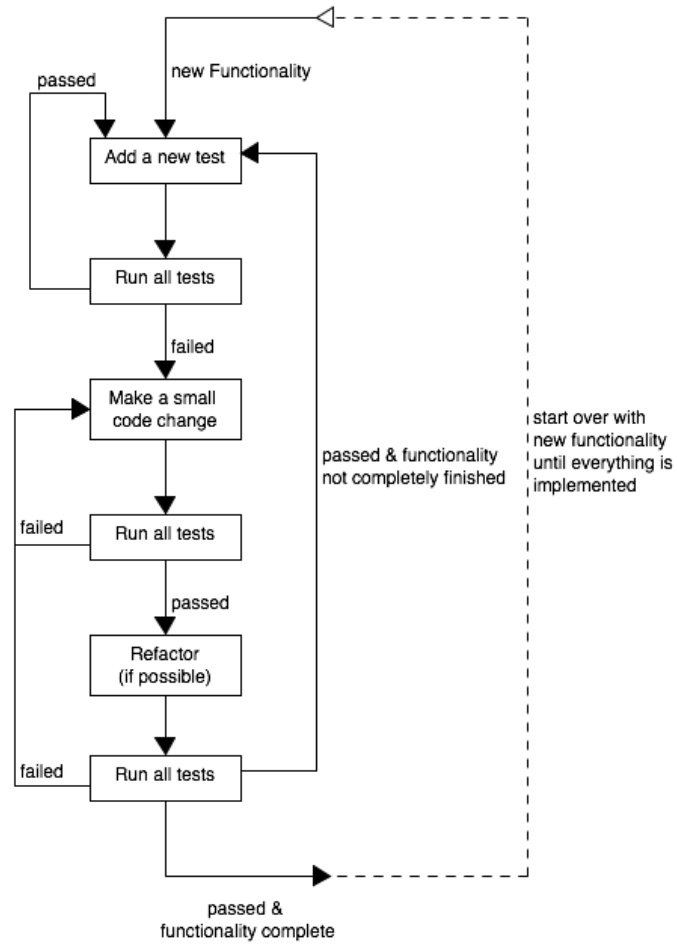 new Functionality
passed
Add a new test
Run all tests
failed
Make a small
code change
start over with
new functionality
until everything is
implemented
passed & functionality
not completely finished
failed
Run all tests
passed
Refactor
(if possible)
failed
Run all tests
passed &
functionality complete